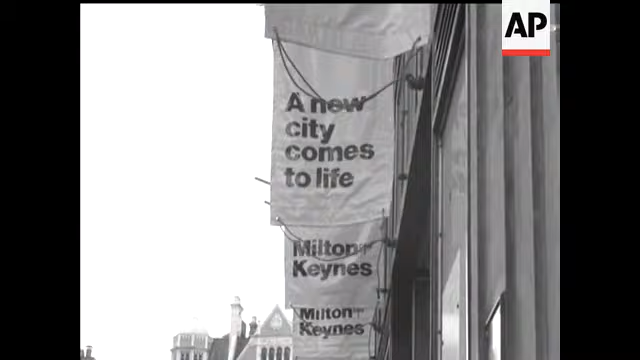 AP
A new
city
comes
to life
Milton
Keynes
Milton
Keynes